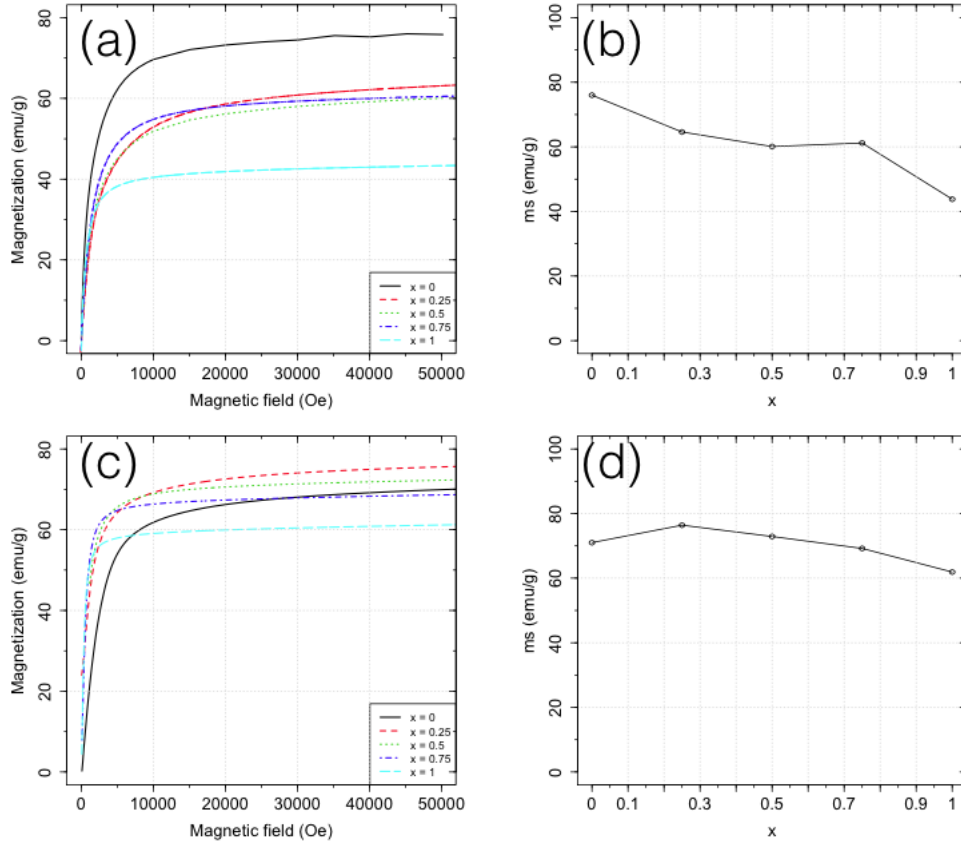 (a)
Magnetization (emu/g)
80
60
40
20
0
x = 0
x = 0.25
x = 0.5
x = 0.75
x = 1
0 10000 20000 30000 40000 50000
Magnetic field (Oe)
(b)
ms (emu/g)
100
80
60
40
20
0
0 0.1 0.3 0.5 0.7 0.9 1
x
(c)
Magnetization (emu/g)
80
60
40
20
0
x = 0
x = 0.25
x = 0.5
x = 0.75
x = 1
0 10000 20000 30000 40000 50000
Magnetic field (Oe)
(d)
ms (emu/g)
100
80
60
40
20
0
0 0.1 0.3 0.5 0.7 0.9 1
x